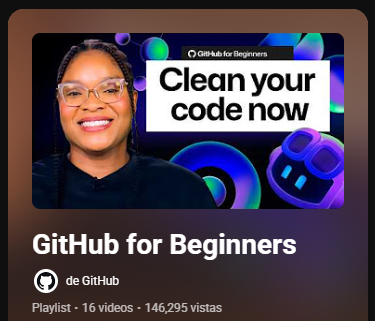 GitHub for Beginners
Clean your
code now
GitHub for Beginners
de GitHub
Playlist • 16 videos • 146,295 vistas